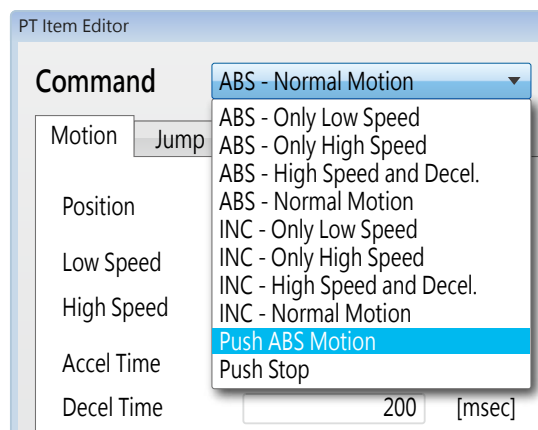 PT Item Editor
Command
ABS - Normal Motion
Motion
Jump
ABS - Only Low Speed
ABS - Only High Speed
ABS - High Speed and Decel.
ABS - Normal Motion
INC - Only Low Speed
INC - Only High Speed
INC - High Speed and Decel.
INC - Normal Motion
Push ABS Motion
Push Stop
Position
Low Speed
High Speed
Accel Time
Decel Time 200 [msec]